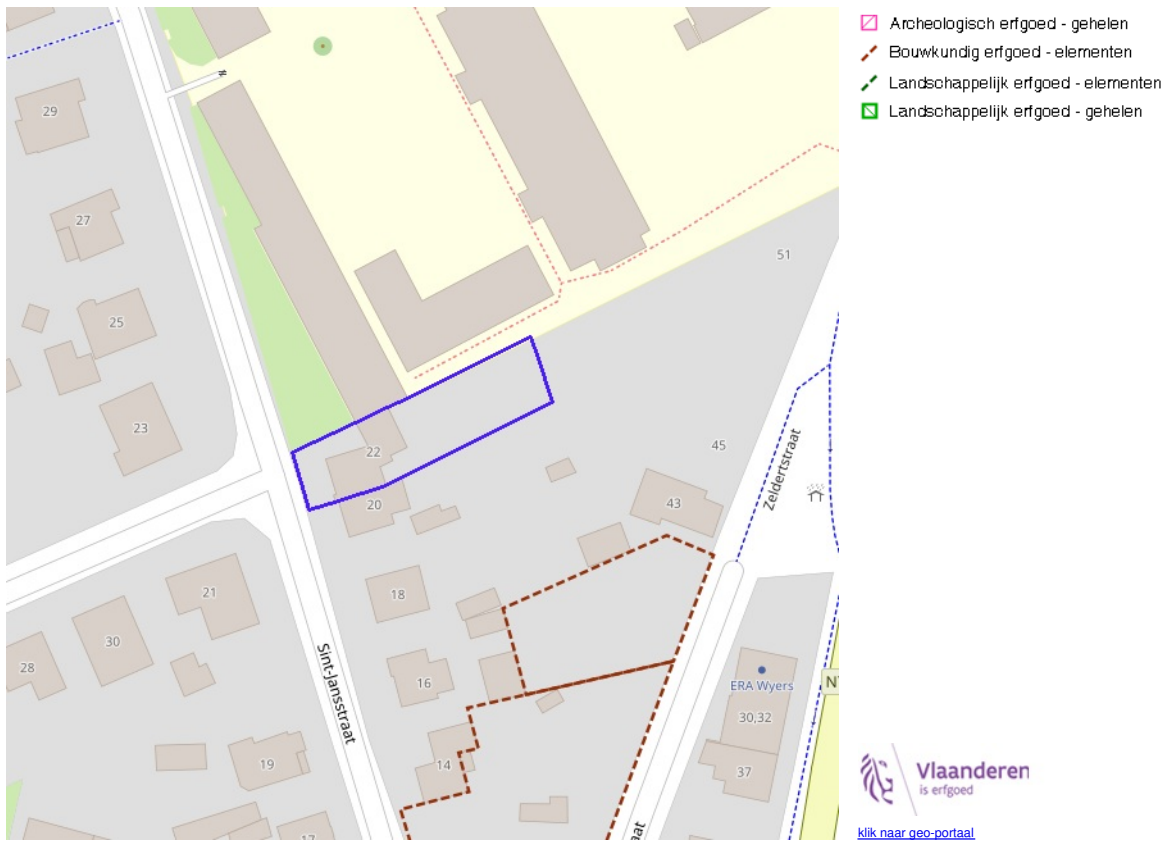 Archeologisch erfgoed - gehelen
Bouwkundig erfgoed - elementen
Landschappelijk erfgoed - elementen
Landschappelijk erfgoed - gehelen
29
27
51
25
23
22
45
20
43
Zeldertstraat
21
18
30
28
16
Sint-Jansstraat
ERA Wyers
N
30,32
14
19
37
17
aat
Vlaanderen
is erfgoed
klik naar geo-portaal